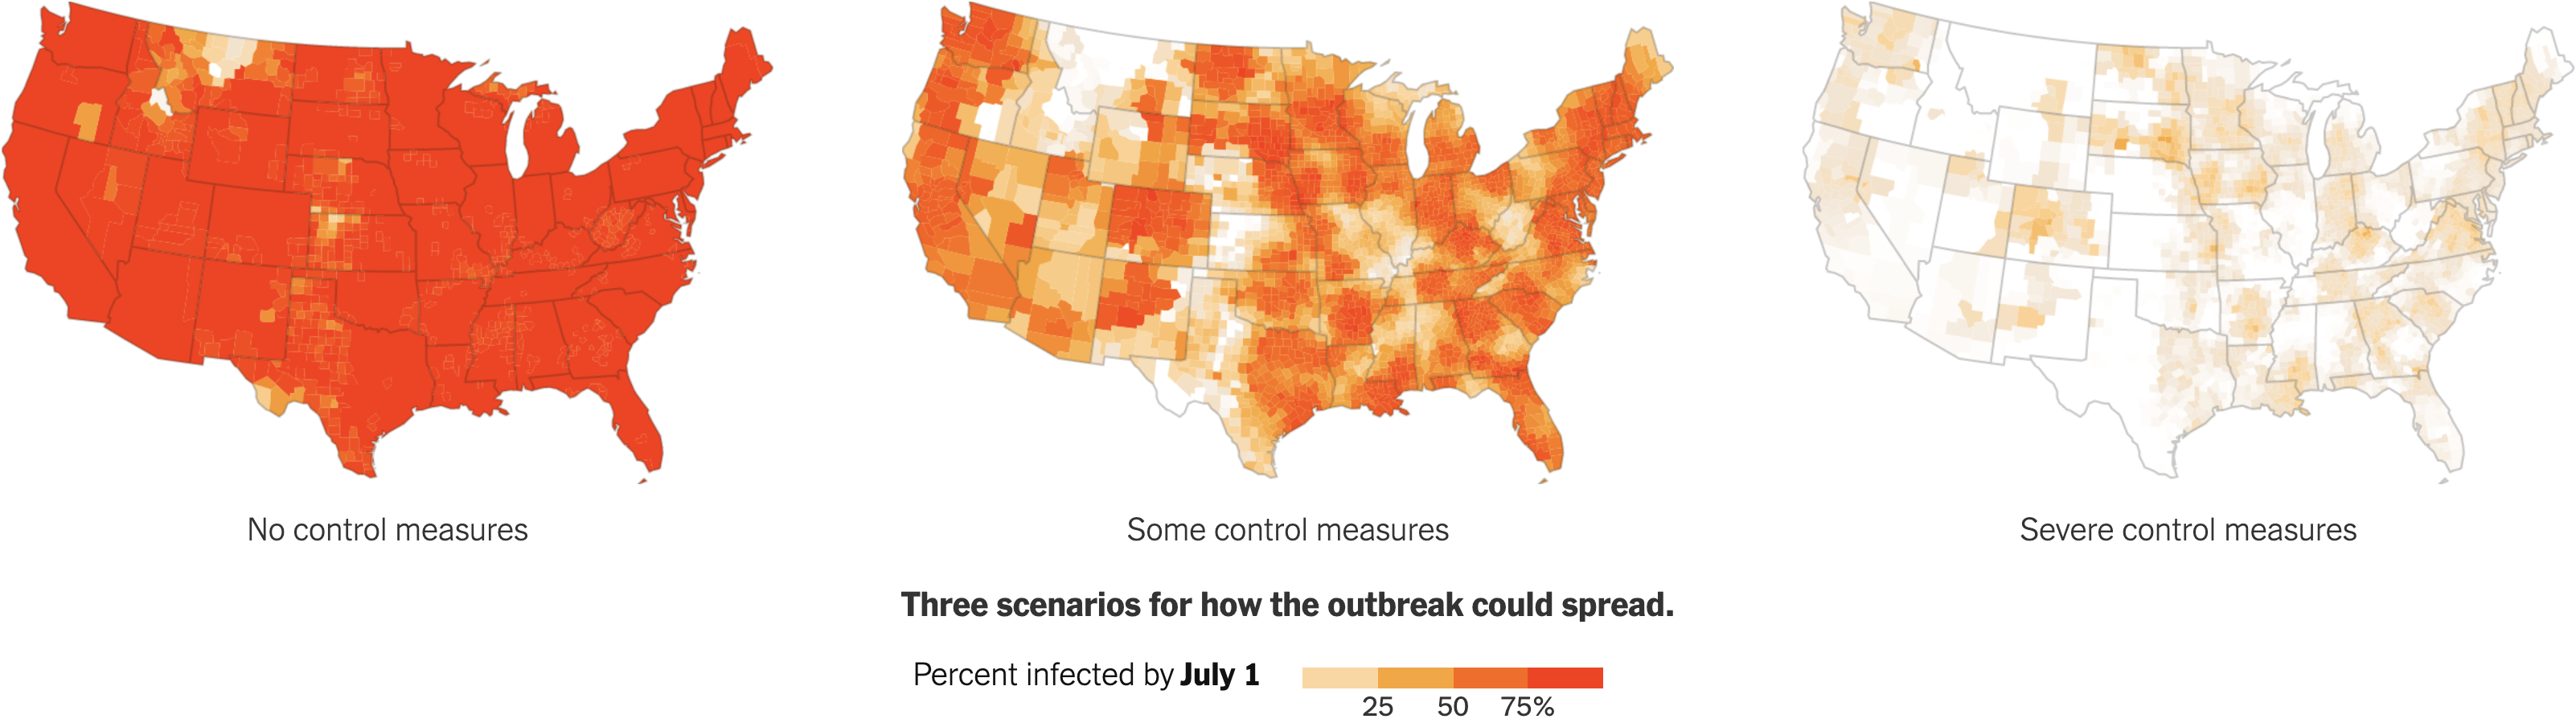 No control measures
Some control measures
Severe control measures
Three scenarios for how the outbreak could spread.
Percent infected by July 1
25 50 75%